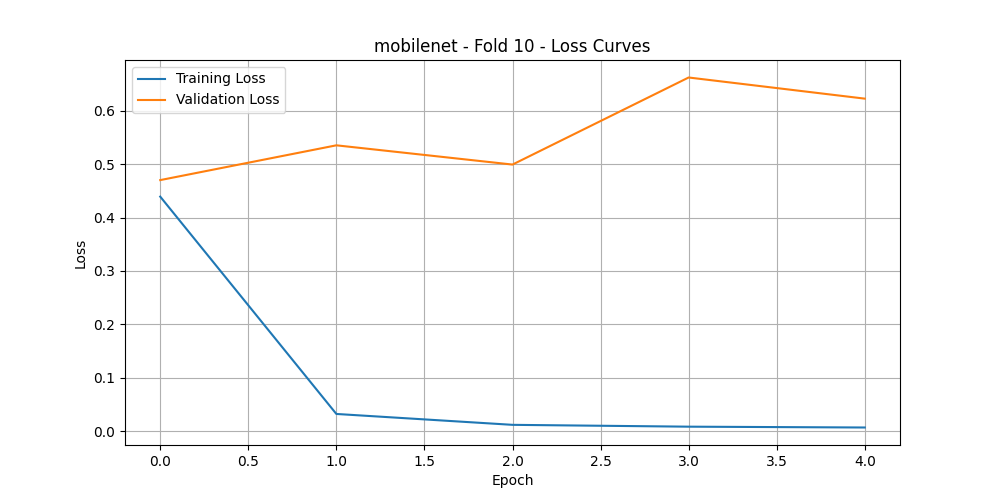 mobilenet - Fold 10 - Loss Curves
Training Loss
Validation Loss
Loss
0.6
0.5
0.4
0.3
0.2
0.1
0.0
0.0 0.5 1.0 1.5 2.0 2.5 3.0 3.5 4.0
Epoch